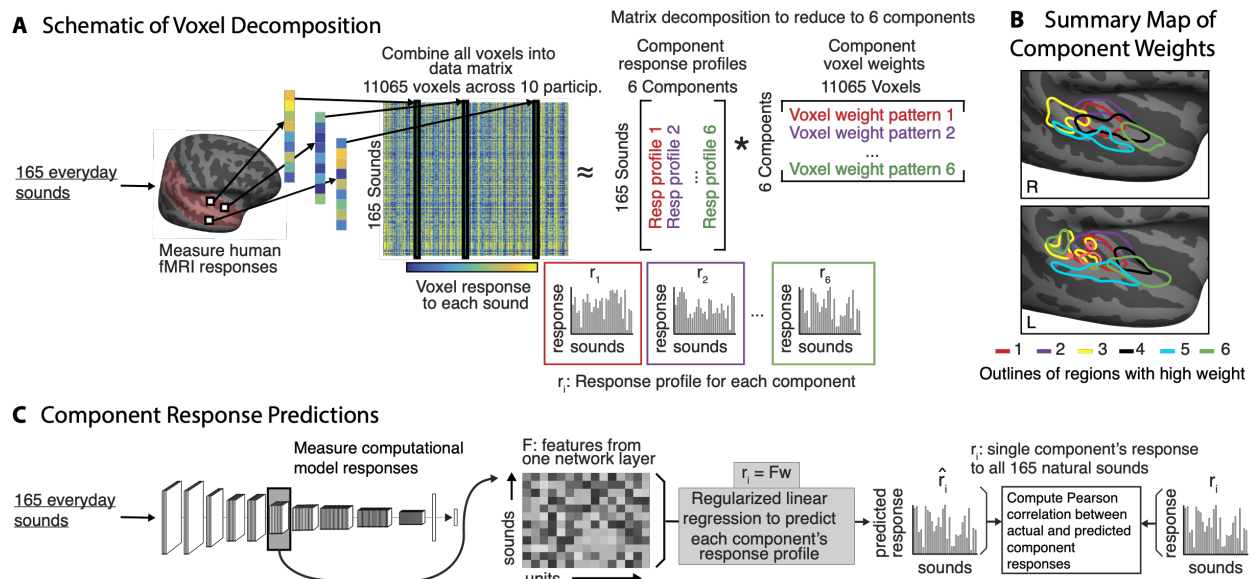 A Schematic of Voxel Decomposition
165 everyday
sounds
Measure human
fMRI responses
Combine all voxels into
data matrix
11065 voxels across 10 particip.
165 Sounds
Voxel response
to each sound
≈
Matrix decomposition to reduce to 6 components
Component
response profiles
6 Components
165 Sounds
Resp profile 1
Resp profile 2
...
Resp profile 6
*
Component
voxel weights
11065 Voxels
6 Components
Voxel weight pattern 1
Voxel weight pattern 2
...
Voxel weight pattern 6
r1
response
sounds
r2
response
sounds
...
r6
response
sounds
ri: Response profile for each component
B Summary Map of
Component Weights
R
L
1 2 3 4 5 6
Outlines of regions with high weight
C Component Response Predictions
165 everyday
sounds
Measure computational
model responses
F: features from
one network layer
sounds
units
ri = Fw
Regularized linear
regression to predict
each component's
response profile
ri: single component's response
to all 165 natural sounds
r̂i
predicted
response
sounds
Compute Pearson
correlation between
actual and predicted
component
responses
ri
response
sounds